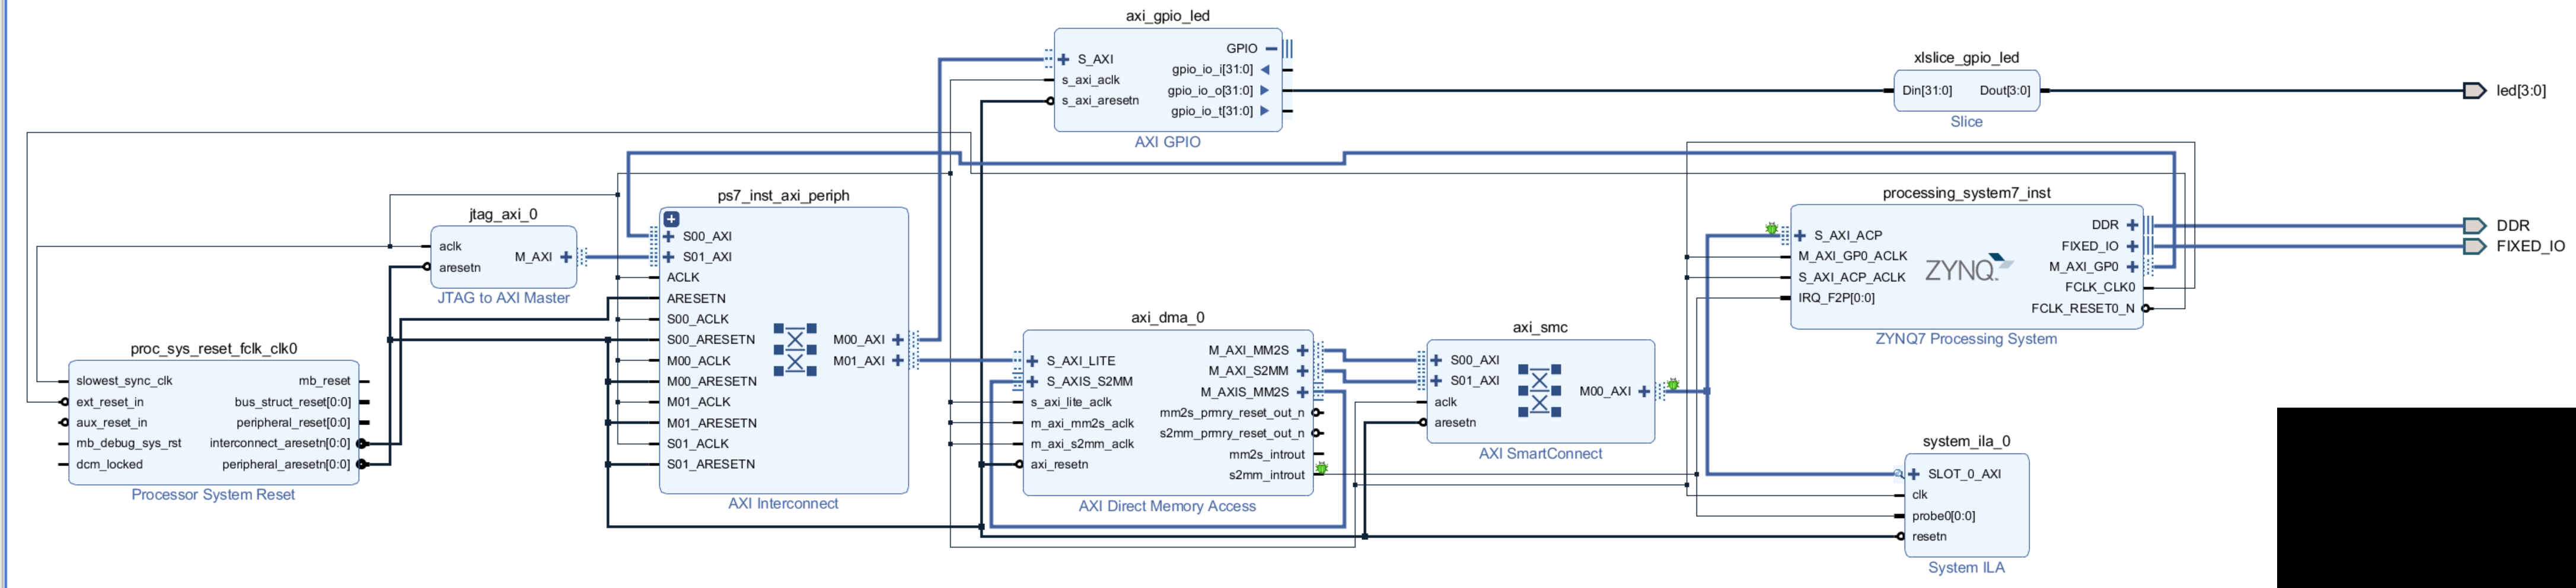 axi_gpio_led
S_AXI
s_axi_aclk
s_axi_aresetn
GPIO
gpio_io_i[31:0]
gpio_io_o[31:0]
gpio_io_t[31:0]
AXI GPIO
xlslice_gpio_led
Din[31:0] Dout[3:0]
Slice
led[3:0]
jtag_axi_0
aclk
aresetn
M_AXI
JTAG to AXI Master
ps7_inst_axi_periph
S00_AXI
S01_AXI
ACLK
ARESETN
S00_ACLK
S00_ARESETN
M00_ACLK
M00_ARESETN
M01_ACLK
M01_ARESETN
S01_ACLK
S01_ARESETN
M00_AXI
M01_AXI
AXI Interconnect
processing_system7_inst
S_AXI_ACP
M_AXI_GP0_ACLK
S_AXI_ACP_ACLK
IRQ_F2P[0:0]
ZYNQ
DDR
FIXED_IO
M_AXI_GP0
FCLK_CLK0
FCLK_RESET0_N
ZYNQ7 Processing System
DDR
FIXED_IO
proc_sys_reset_fclk_clk0
slowest_sync_clk
ext_reset_in
aux_reset_in
mb_debug_sys_rst
dcm_locked
mb_reset
bus_struct_reset[0:0]
peripheral_reset[0:0]
interconnect_aresetn[0:0]
peripheral_aresetn[0:0]
Processor System Reset
axi_dma_0
S_AXI_LITE
S_AXIS_S2MM
s_axi_lite_aclk
m_axi_mm2s_aclk
m_axi_s2mm_aclk
axi_resetn
M_AXI_MM2S
M_AXI_S2MM
M_AXIS_MM2S
mm2s_prmry_reset_out_n
s2mm_prmry_reset_out_n
mm2s_introut
s2mm_introut
AXI Direct Memory Access
axi_smc
S00_AXI
S01_AXI
aclk
aresetn
M00_AXI
AXI SmartConnect
system_ila_0
SLOT_0_AXI
clk
probe0[0:0]
resetn
System ILA